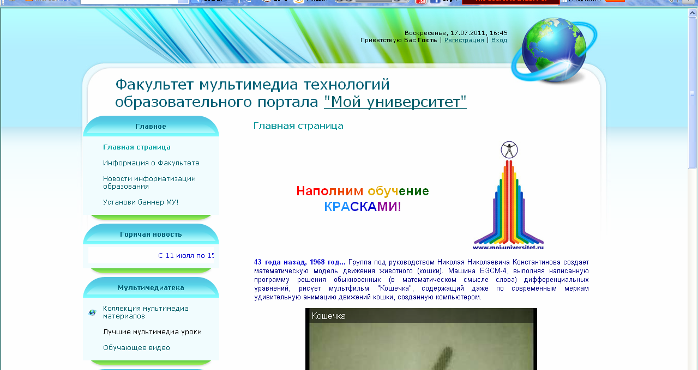 Воскресенье, 17.07.2011, 16:45
Приветствую Вас Гость | Регистрация | Вход
Факультет мультимедиа технологий
образовательного портала "Мой университет"
Главное
Главная страница
Информация о Факультете
Новости информатизации
образования
Установи баннер МУ!
Горячая новость
С 11 июля по 15
Мультимедиатека
Коллекция мультимедиа
материалов
Лучшие мультимедиа уроки
Обучающее видео
Главная страница
Наполним обучение
КРАСКАМИ!
www.moi-universitet.ru
43 года назад, 1968 год... Группа под руководством Николая Николаевича Константинова создает
математическую модель движения животного (кошки). Машина БЭСМ-4, выполняя написанную
программу решения обыкновенных (в математическом смысле слова) дифференциальных
уравнений, рисует мультфильм "Кошечка", содержащий даже по современным меркам
удивительную анимацию движений кошки, созданную компьютером.
Кошечка